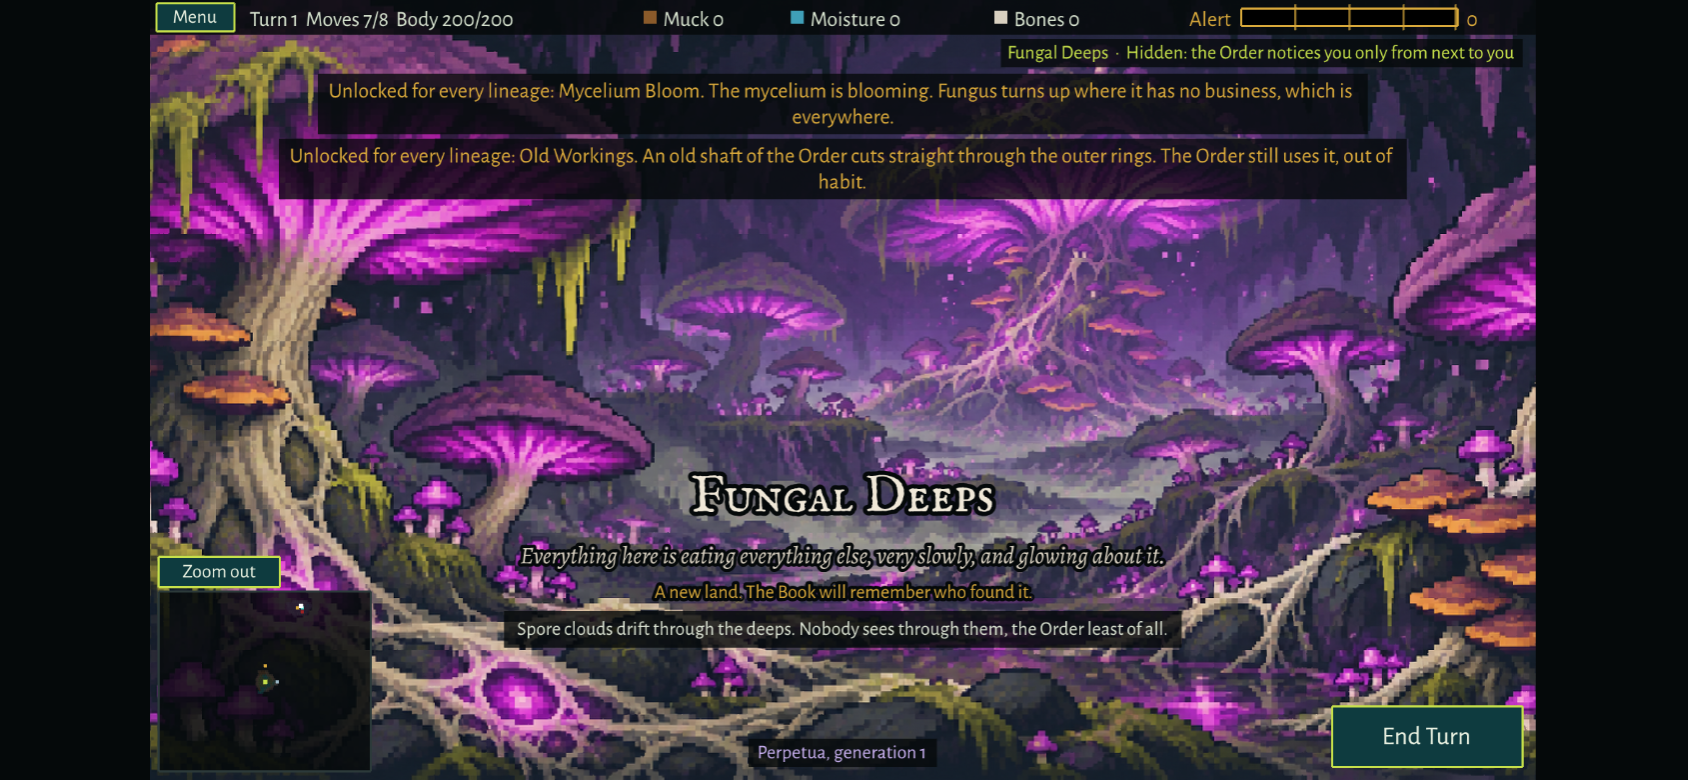 Menu
Turn 1 Moves 7/8 Body 200/200
Muck 0
Moisture 0
Bones 0
Alert
0
Fungal Deeps · Hidden: the Order notices you only from next to you
Unlocked for every lineage: Mycelium Bloom. The mycelium is blooming. Fungus turns up where it has no business, which is
everywhere.
Unlocked for every lineage: Old Workings. An old shaft of the Order cuts straight through the outer rings. The Order still uses it, out of
habit.
Fungal Deeps
Everything here is eating everything else, very slowly, and glowing about it.
Zoom out
A new land. The Book will remember who found it.
Spore clouds drift through the deeps. Nobody sees through them, the Order least of all.
End Turn
Perpetua, generation 1